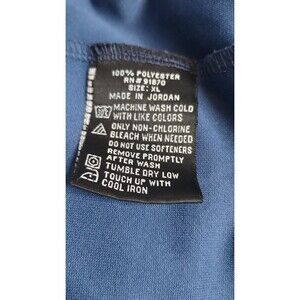 100% POLYESTER
RN# 91870
SIZE: XL
MADE IN JORDAN
MACHINE WASH COLD
WITH LIKE COLORS
ONLY NON-CHLORINE
BLEACH WHEN NEEDED
DO NOT USE SOFTENERS
REMOVE PROMPTLY
AFTER WASH
TUMBLE DRY LOW
TOUCH UP WITH
COOL IRON